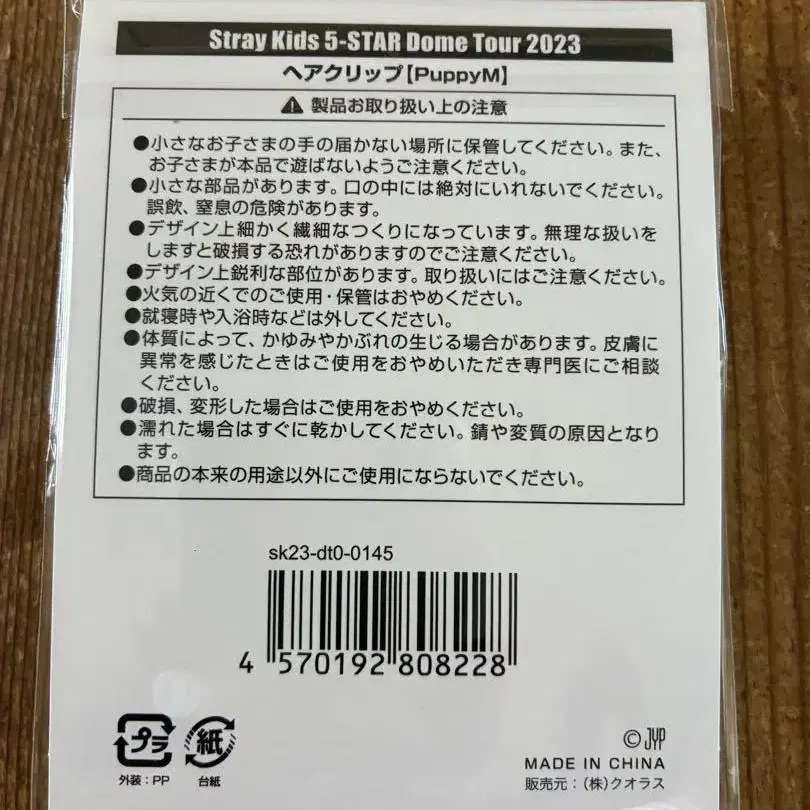 Stray Kids 5-STAR Dome Tour 2023
ヘアクリップ【PuppyM】
⚠ 製品お取り扱い上の注意
●小さなお子さまの手の届かない場所に保管してください。また、
お子さまが本品で遊ばないようご注意ください。
●小さな部品があります。口の中には絶対にいれないでください。
誤飲、窒息の危険があります。
●デザイン上細かく繊細なつくりになっています。無理な扱いを
しますと破損する恐れがありますのでご注意ください。
●デザイン上鋭利な部位があります。取り扱いにはご注意ください。
●火気の近くでのご使用・保管はおやめください。
●就寝時や入浴時などは外してください。
●体質によって、かゆみやかぶれの生じる場合があります。皮膚に
異常を感じたときはご使用をおやめいただき専門医にご相談
ください。
●破損、変形した場合はご使用をおやめください。
●濡れた場合はすぐに乾かしてください。錆や変質の原因となり
ます。
●商品の本来の用途以外にご使用にならないでください。
sk23-dt0-0145
4 570192 808228
プラ 紙
外装：PP 台紙
© JYP
MADE IN CHINA
販売元：（株）クオラス